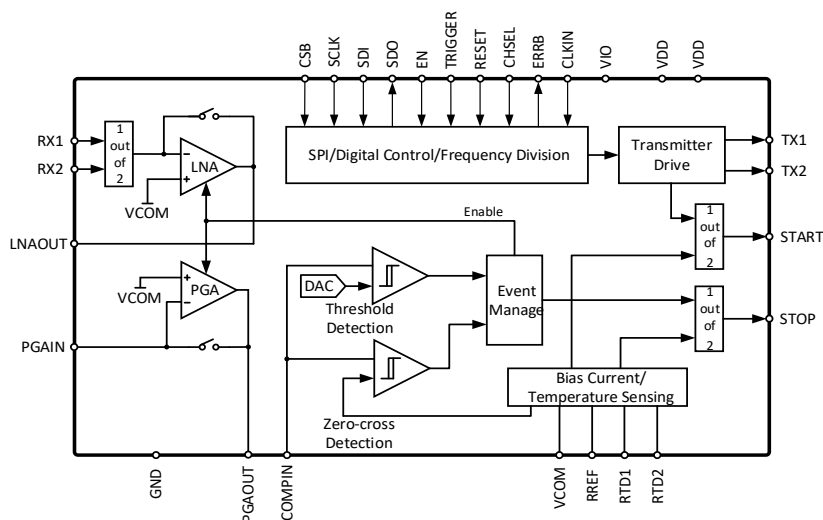 CSB
SCLK
SDI
SDO
EN
TRIGGER
RESET
CHSEL
ERRB
CLKIN
VIO
VDD
VDD
RX1
RX2
1
out
of
2
LNA
VCOM
SPI/Digital Control/Frequency Division
Transmitter
Drive
TX1
TX2
1
out
of
2
START
Enable
LNAOUT
VCOM
PGA
DAC
Threshold
Detection
Event
Manage
1
out
of
2
STOP
PGAIN
Bias Current/
Temperature Sensing
Zero-cross
Detection
GND
PGAOUT
COMPIN
VCOM
RREF
RTD1
RTD2